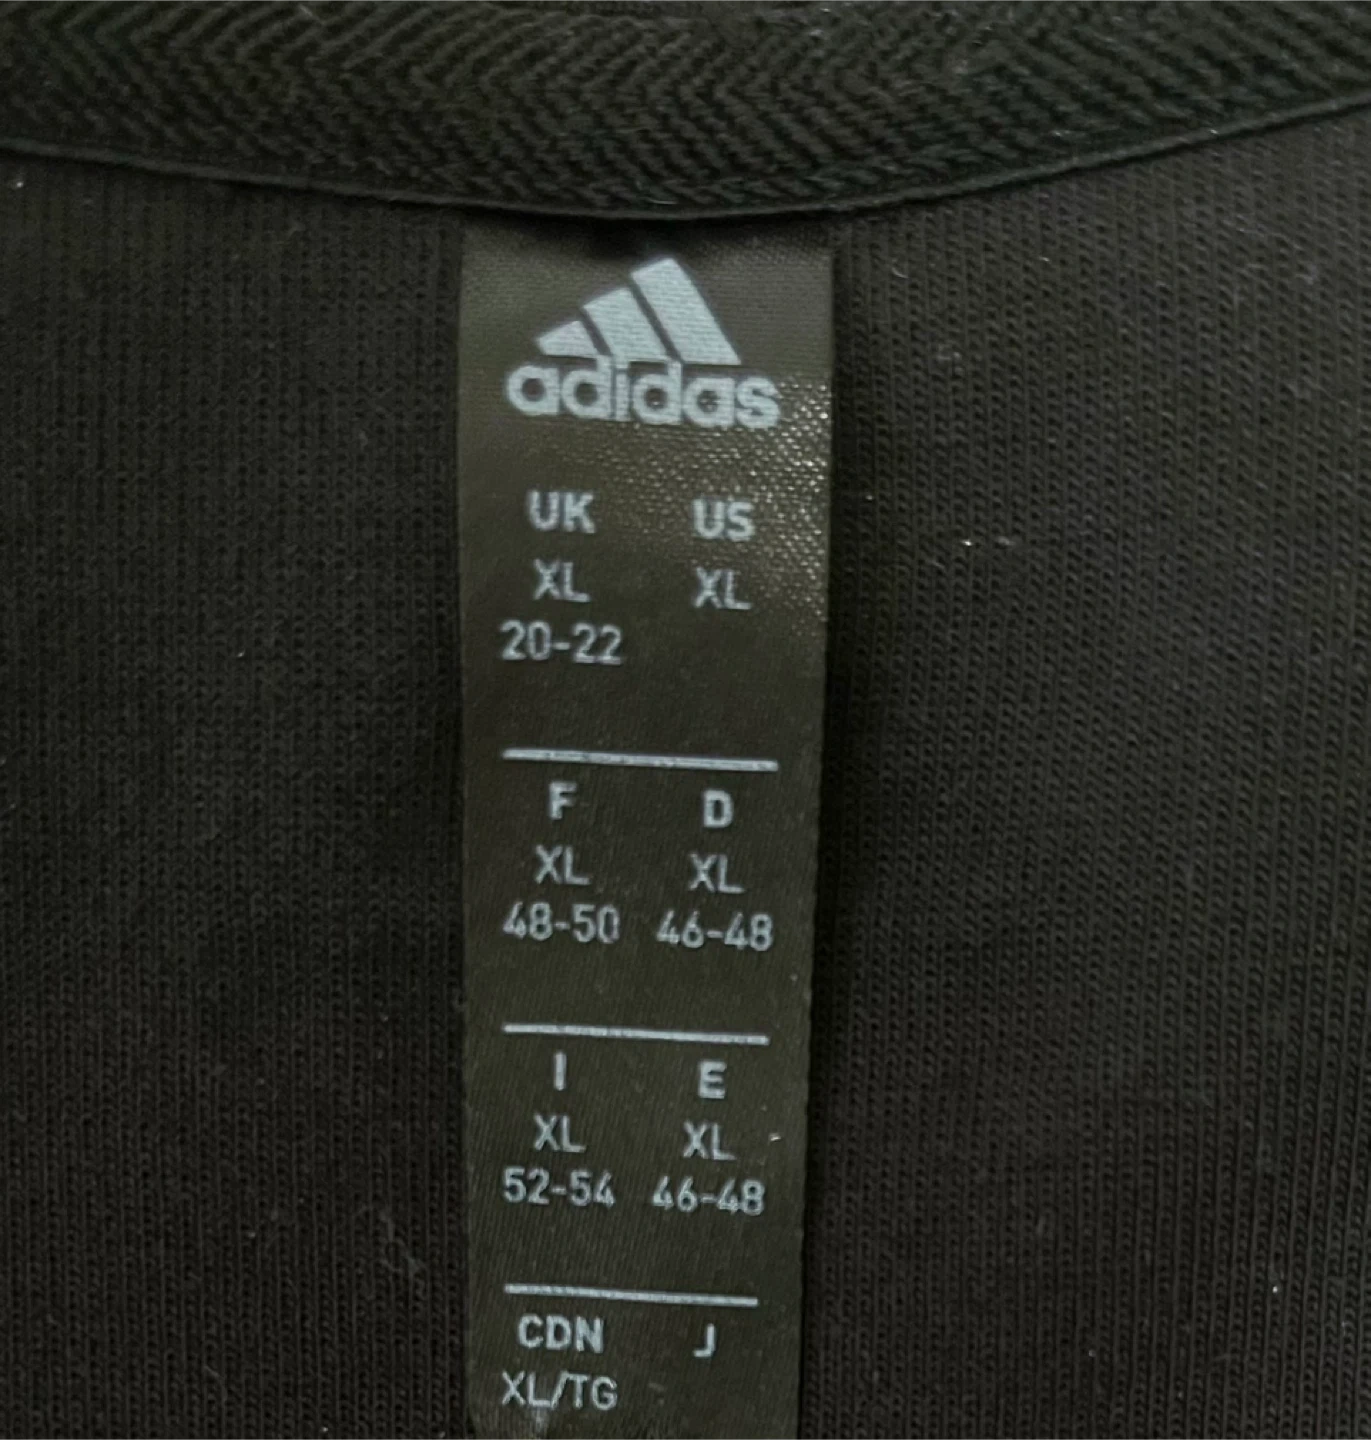 adidas
UK US
XL XL
20-22
F D
XL XL
48-50 46-48
I E
XL XL
52-54 46-48
CDN J
XL/TG